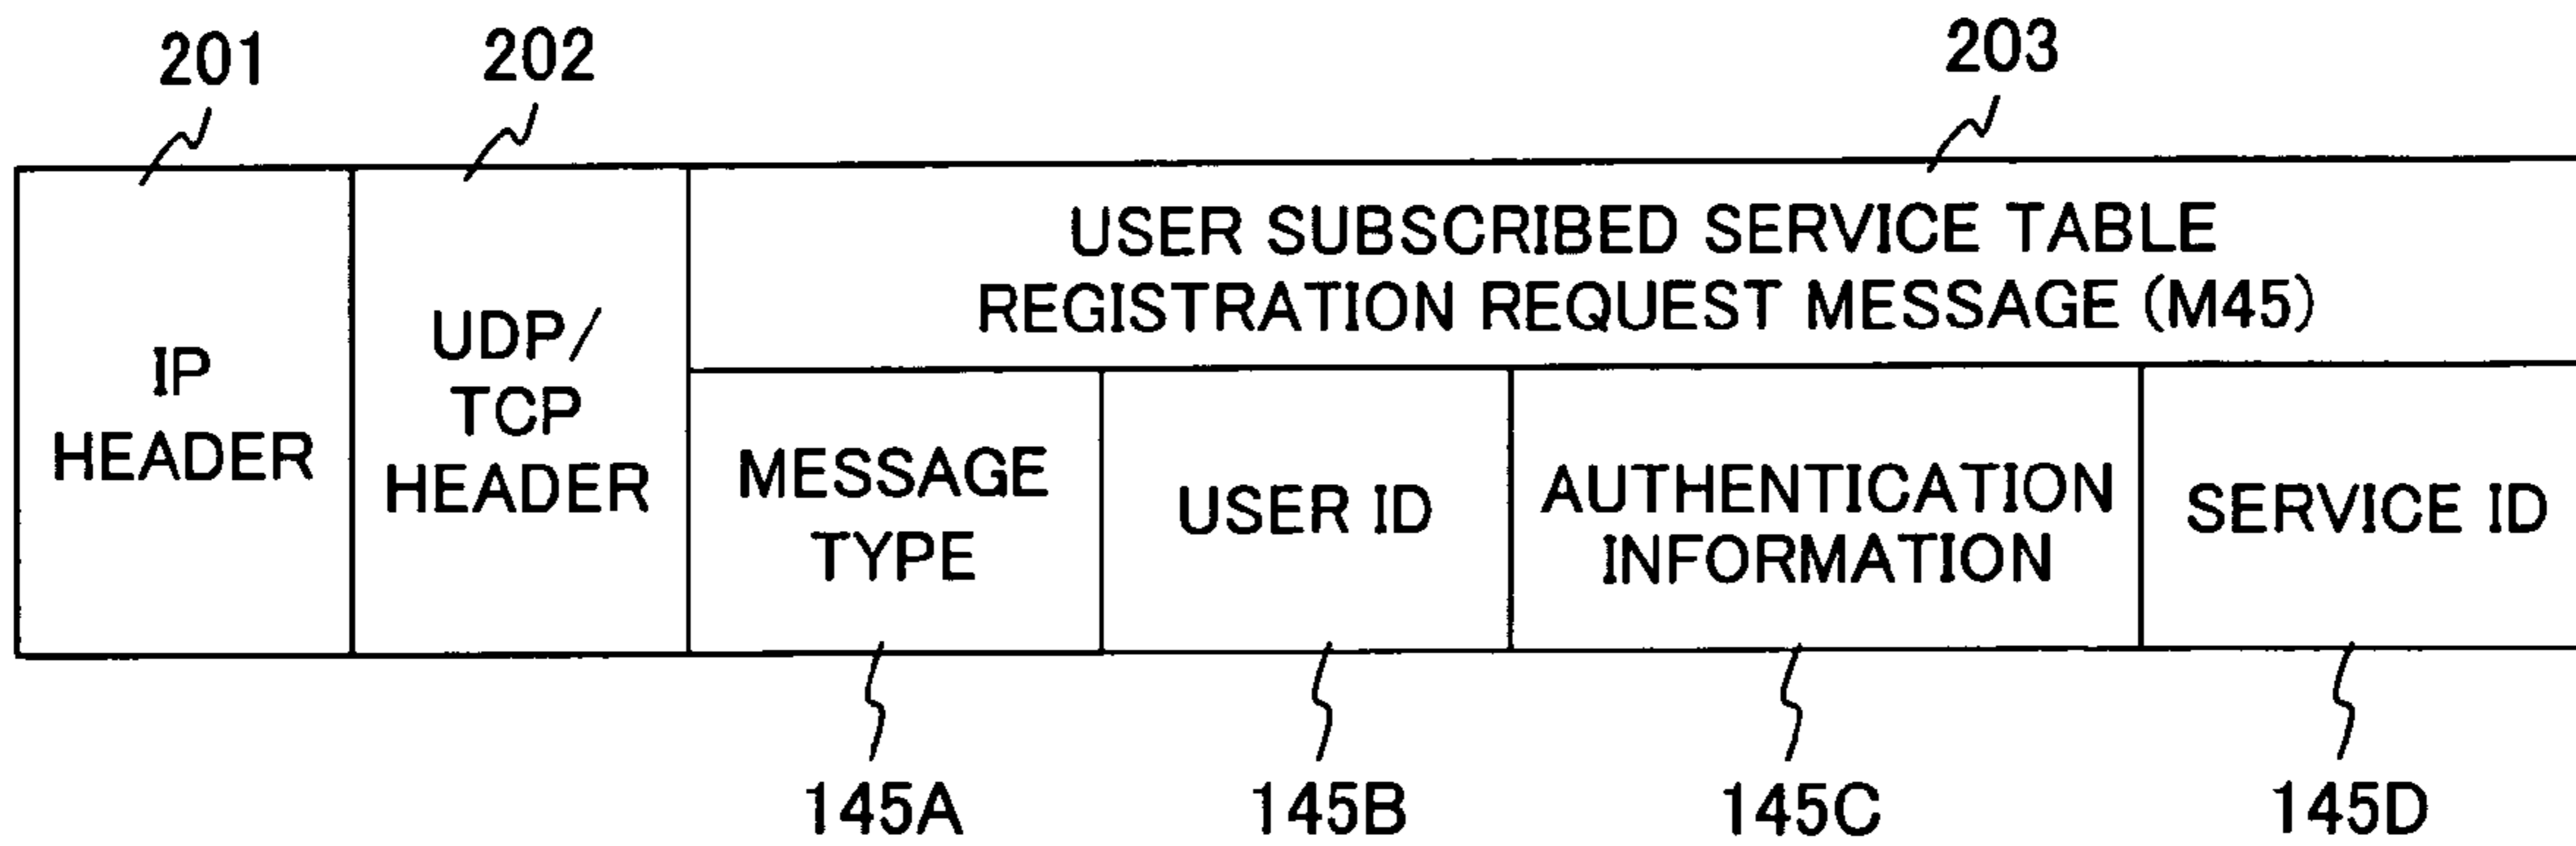 201
202
203
IP
HEADER
UDP/
TCP
HEADER
USER SUBSCRIBED SERVICE TABLE
REGISTRATION REQUEST MESSAGE (M45)
MESSAGE
TYPE
USER ID
AUTHENTICATION
INFORMATION
SERVICE ID
145A
145B
145C
145D